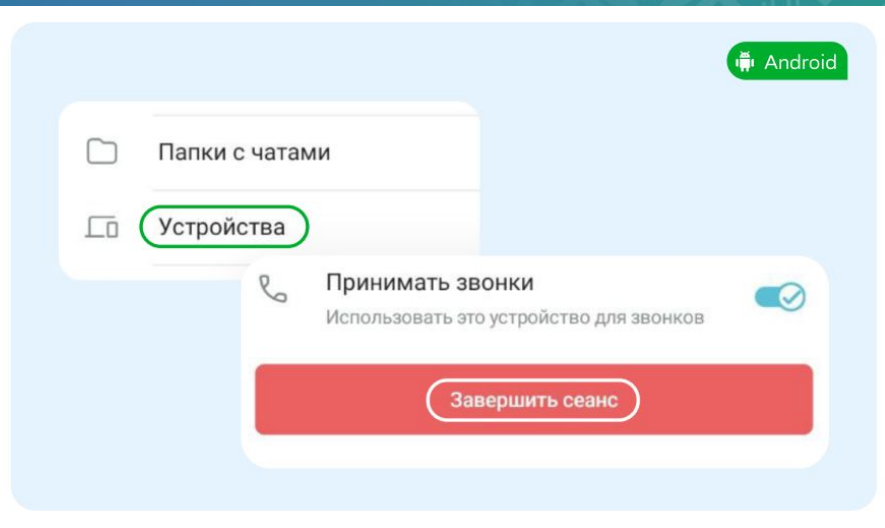 Android
Папки с чатами
Устройства
Принимать звонки
Использовать это устройство для звонков
Завершить сеанс